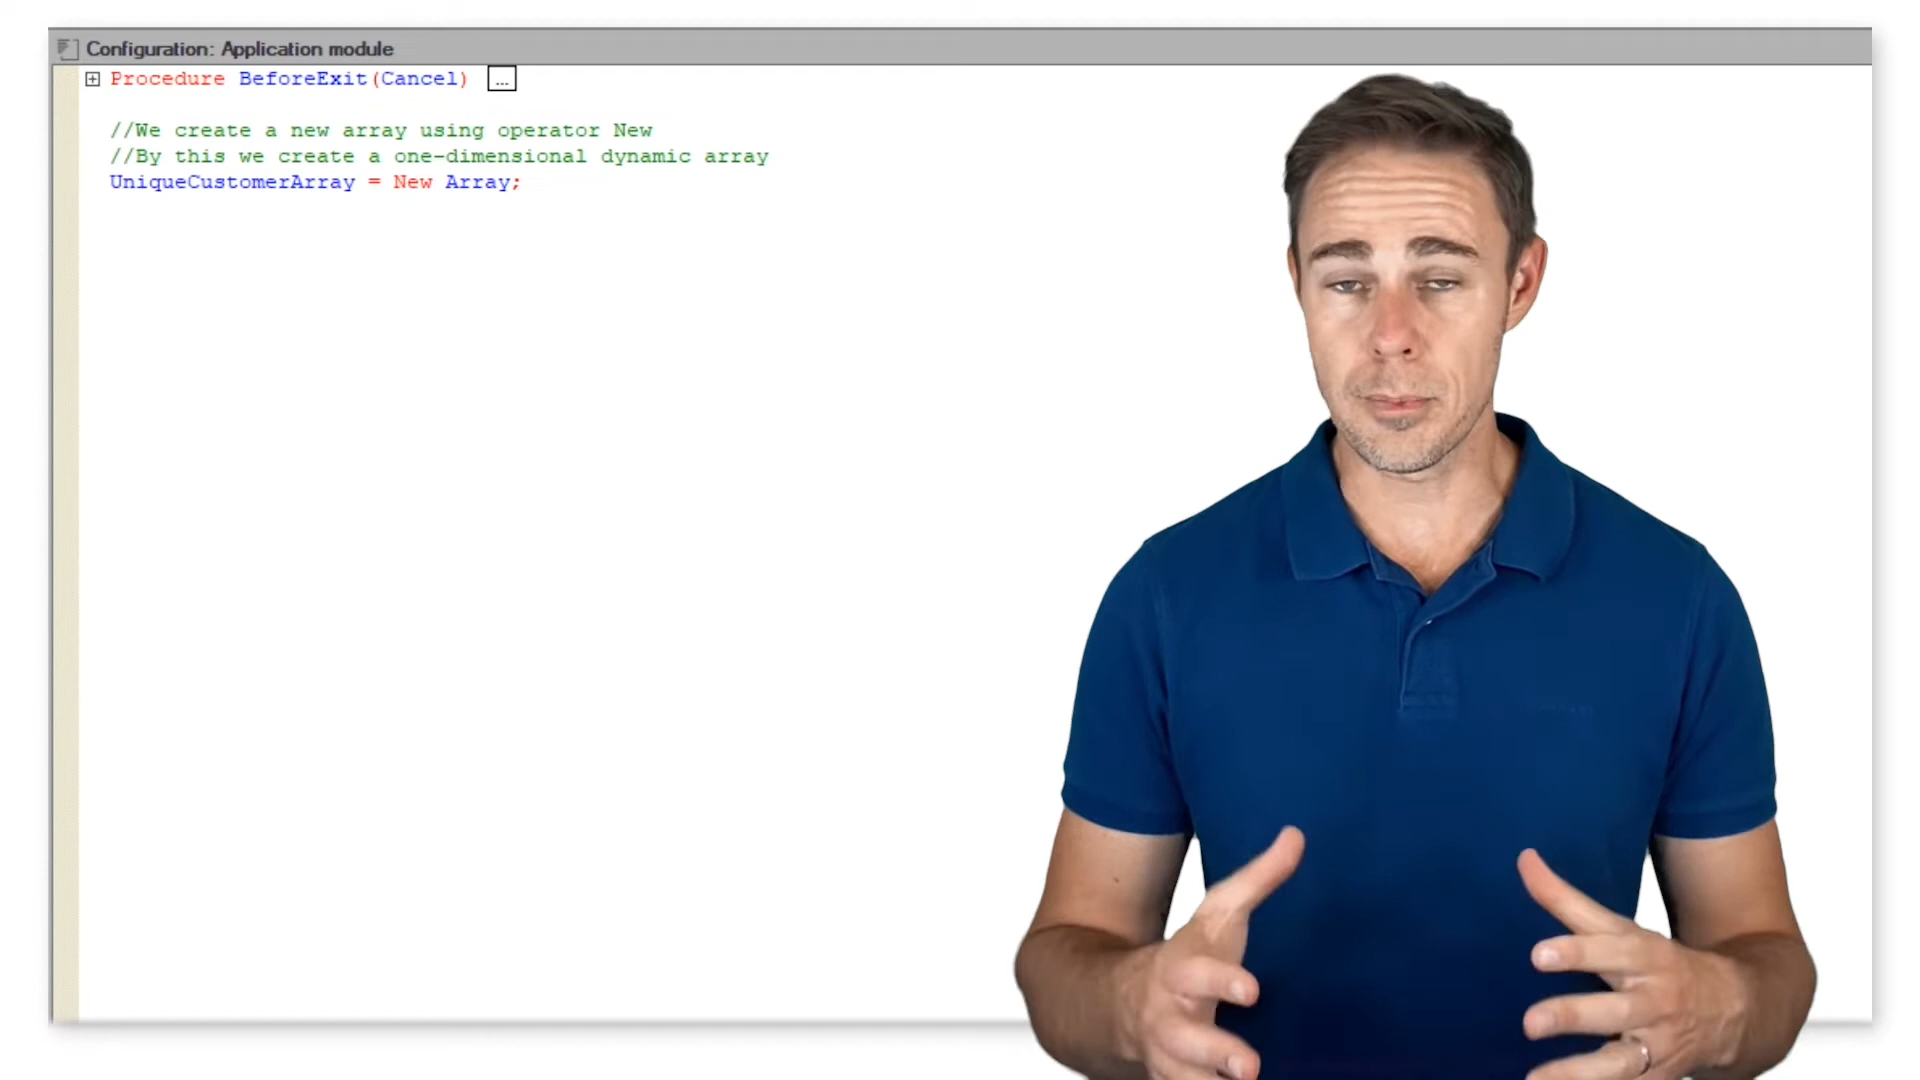 Configuration: Application module
Procedure BeforeExit(Cancel) ...
//We create a new array using operator New
//By this we create a one-dimensional dynamic array
UniqueCustomerArray = New Array;